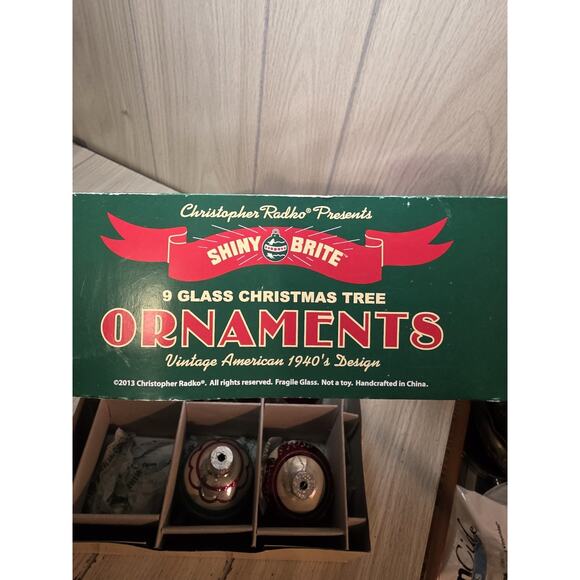 Christopher Radko® Presents
SHINY BRITE™
9 GLASS CHRISTMAS TREE
ORNAMENTS
Vintage American 1940's Design
©2013 Christopher Radko®. All rights reserved. Fragile Glass. Not a toy. Handcrafted in China.